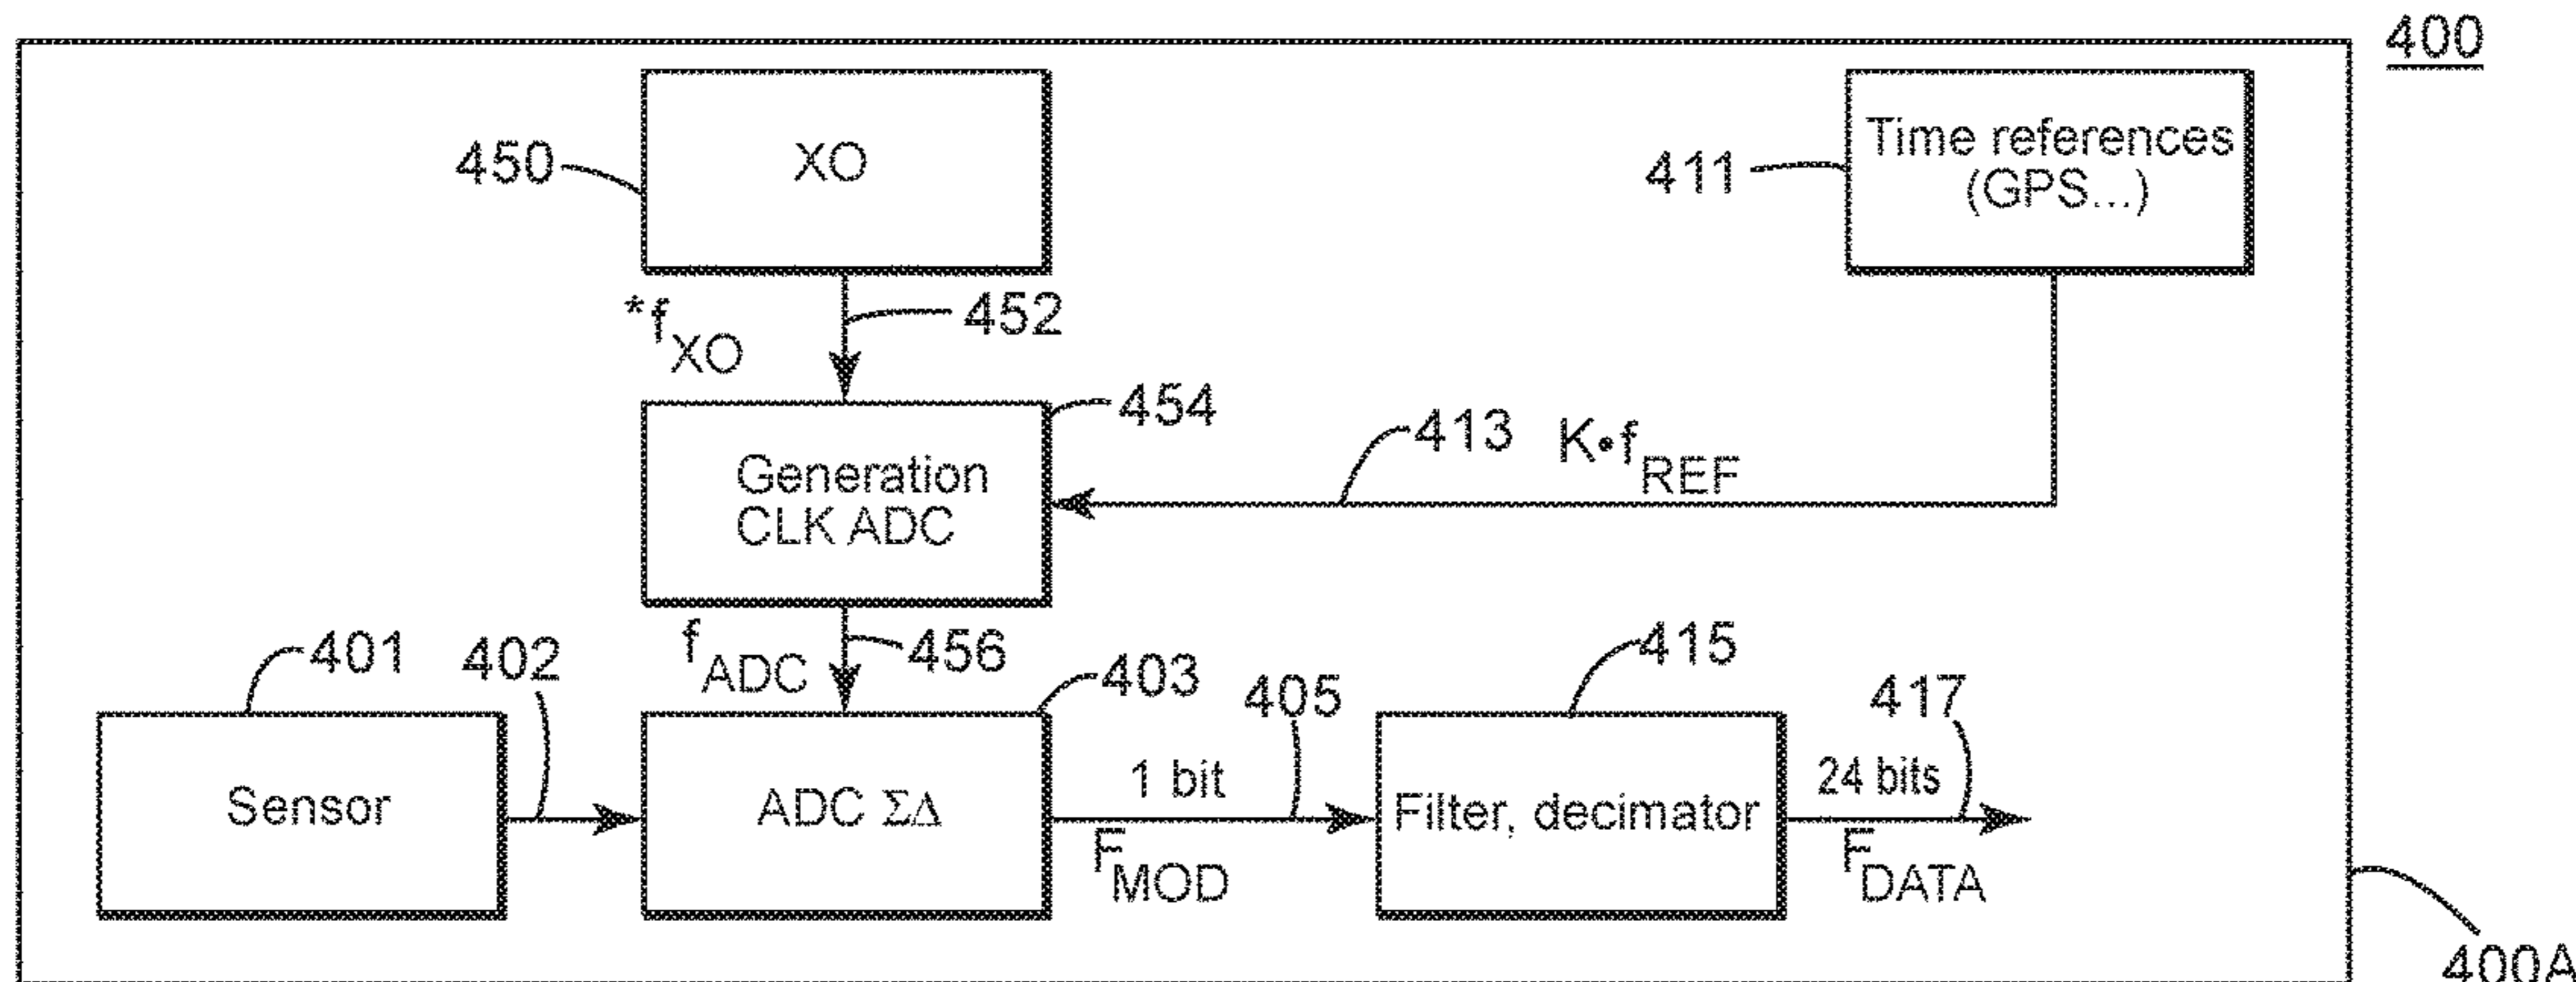 400
XO
450
Time references
(GPS...)
411
*fXO
452
454
Generation
CLK ADC
413
K•fREF
fADC
456
401
402
403
405
415
417
Sensor
ADC ΣΔ
1 bit
FMOD
Filter, decimator
24 bits
FDATA
400A